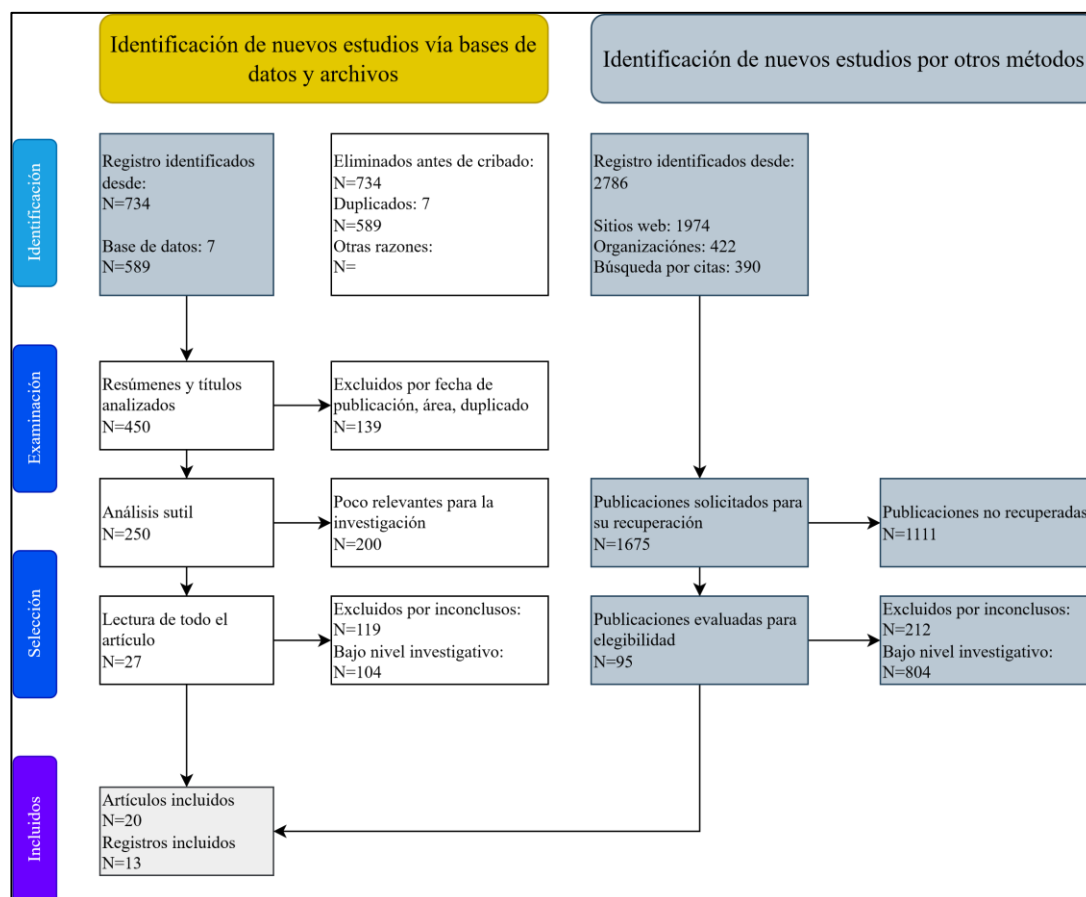 Identificación de nuevos estudios vía bases de
datos y archivos
Identificación de nuevos estudios por otros métodos
Identificación
Registro identificados
desde:
N=734
Base de datos: 7
N=589
Eliminados antes de cribado:
N=734
Duplicados: 7
N=589
Otras razones:
N=
Registro identificados desde:
2786
Sitios web: 1974
Organizaciónes: 422
Búsqueda por citas: 390
Examinación
Resúmenes y títulos
analizados
N=450
Excluidos por fecha de
publicación, área, duplicado
N=139
Análisis sutil
N=250
Poco relevantes para la
investigación
N=200
Publicaciones solicitados para
su recuperación
N=1675
Publicaciones no recuperadas
N=1111
Selección
Lectura de todo el
artículo
N=27
Excluidos por inconclusos:
N=119
Bajo nivel investigativo:
N=104
Publicaciones evaluadas para
elegibilidad
N=95
Excluidos por inconclusos:
N=212
Bajo nivel investigativo:
N=804
Incluidos
Artículos incluidos
N=20
Registros incluidos
N=13